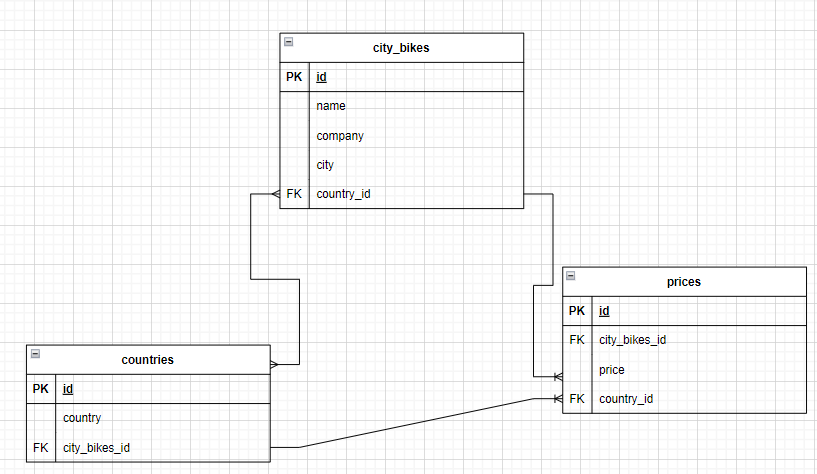 city_bikes
PK id
name
company
city
FK country_id
prices
PK id
FK city_bikes_id
price
FK country_id
countries
PK id
country
FK city_bikes_id